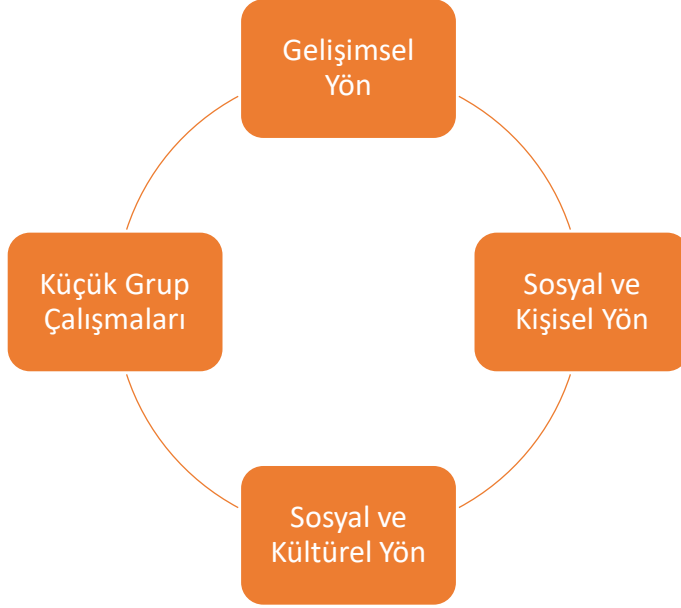 Gelişimsel
Yön
Küçük Grup
Çalışmaları
Sosyal ve
Kişisel Yön
Sosyal ve
Kültürel Yön